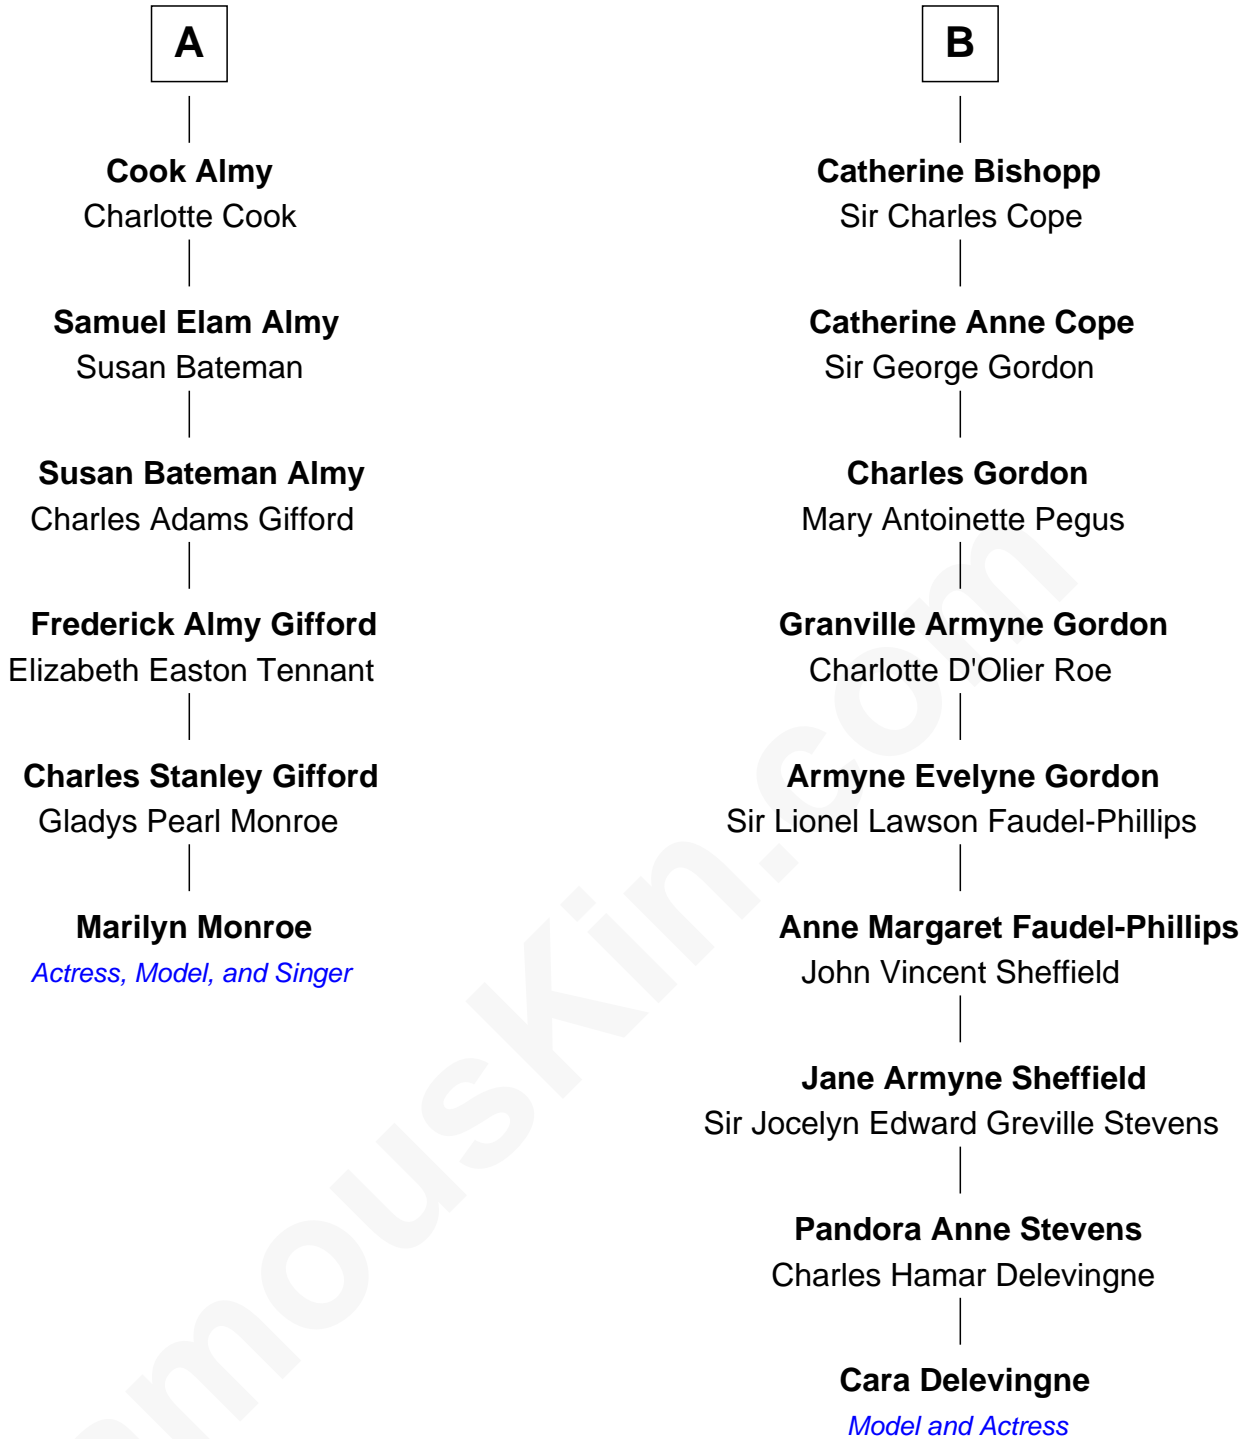 A
Cook Almy
Charlotte Cook
Samuel Elam Almy
Susan Bateman
Susan Bateman Almy
Charles Adams Gifford
Frederick Almy Gifford
Elizabeth Easton Tennant
Charles Stanley Gifford
Gladys Pearl Monroe
Marilyn Monroe
Actress, Model, and Singer
B
Catherine Bishopp
Sir Charles Cope
Catherine Anne Cope
Sir George Gordon
Charles Gordon
Mary Antoinette Pegus
Granville Armyne Gordon
Charlotte D'Olier Roe
Armyne Evelyne Gordon
Sir Lionel Lawson Faudel-Phillips
Anne Margaret Faudel-Phillips
John Vincent Sheffield
Jane Armyne Sheffield
Sir Jocelyn Edward Greville Stevens
Pandora Anne Stevens
Charles Hamar Delevingne
Cara Delevingne
Model and Actress
amouskin.com